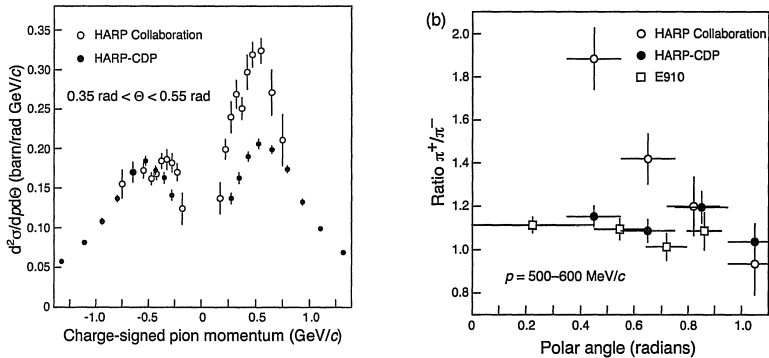 HARP Collaboration
HARP-CDP
0.35 rad < Θ < 0.55 rad
d²σ/dpdΘ (barn/rad GeV/c)
0.35
0.30
0.25
0.20
0.15
0.10
0.05
0.0
-1.0
-0.5
0
0.5
1.0
Charge-signed pion momentum (GeV/c)
(b)
HARP Collaboration
HARP-CDP
E910
Ratio π⁺/π⁻
2.0
1.8
1.6
1.4
1.2
1.0
0.8
p = 500–600 MeV/c
0
0.2
0.4
0.6
0.8
1.0
Polar angle (radians)